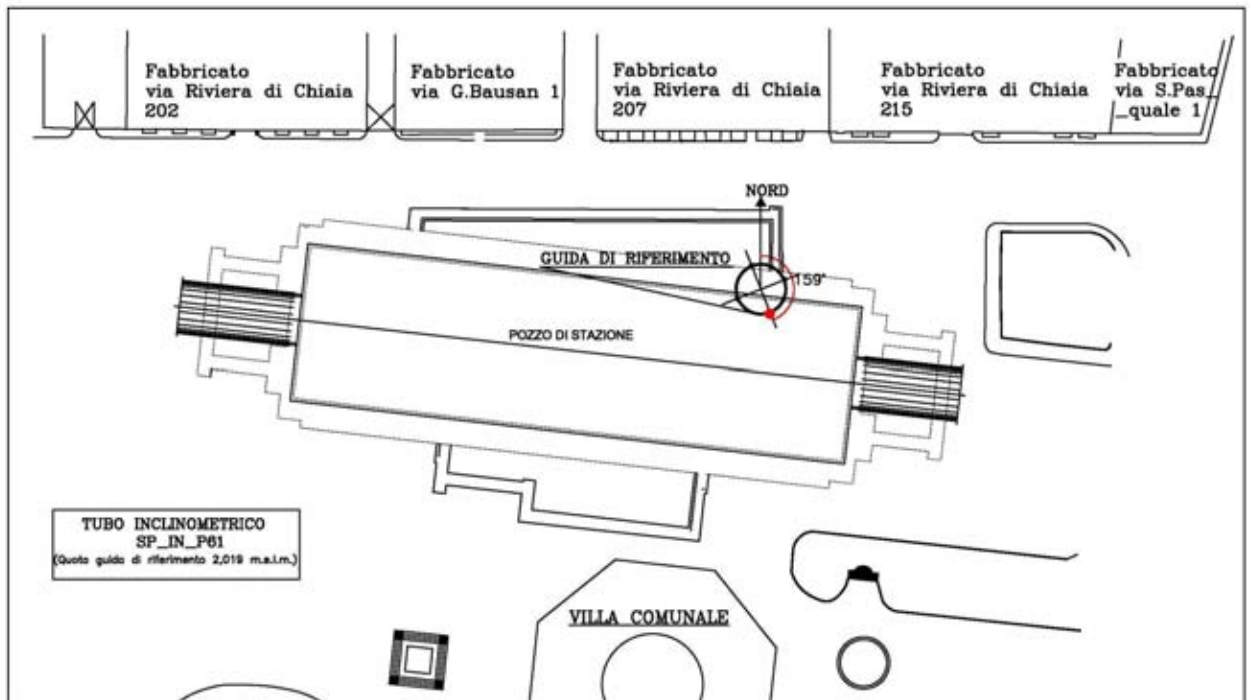 Fabbricato
via Riviera di Chiaia
202
Fabbricato
via G.Bausan 1
Fabbricato
via Riviera di Chiaia
207
Fabbricato
via Riviera di Chiaia
215
Fabbricato
via S.Pas_
_quale 1
NORD
GUIDA DI RIFERIMENTO
159°
POZZO DI STAZIONE
TUBO INCLINOMETRICO
SP_IN_P61
(Quota guida di riferimento 2,019 m.s.l.m.)
VILLA COMUNALE